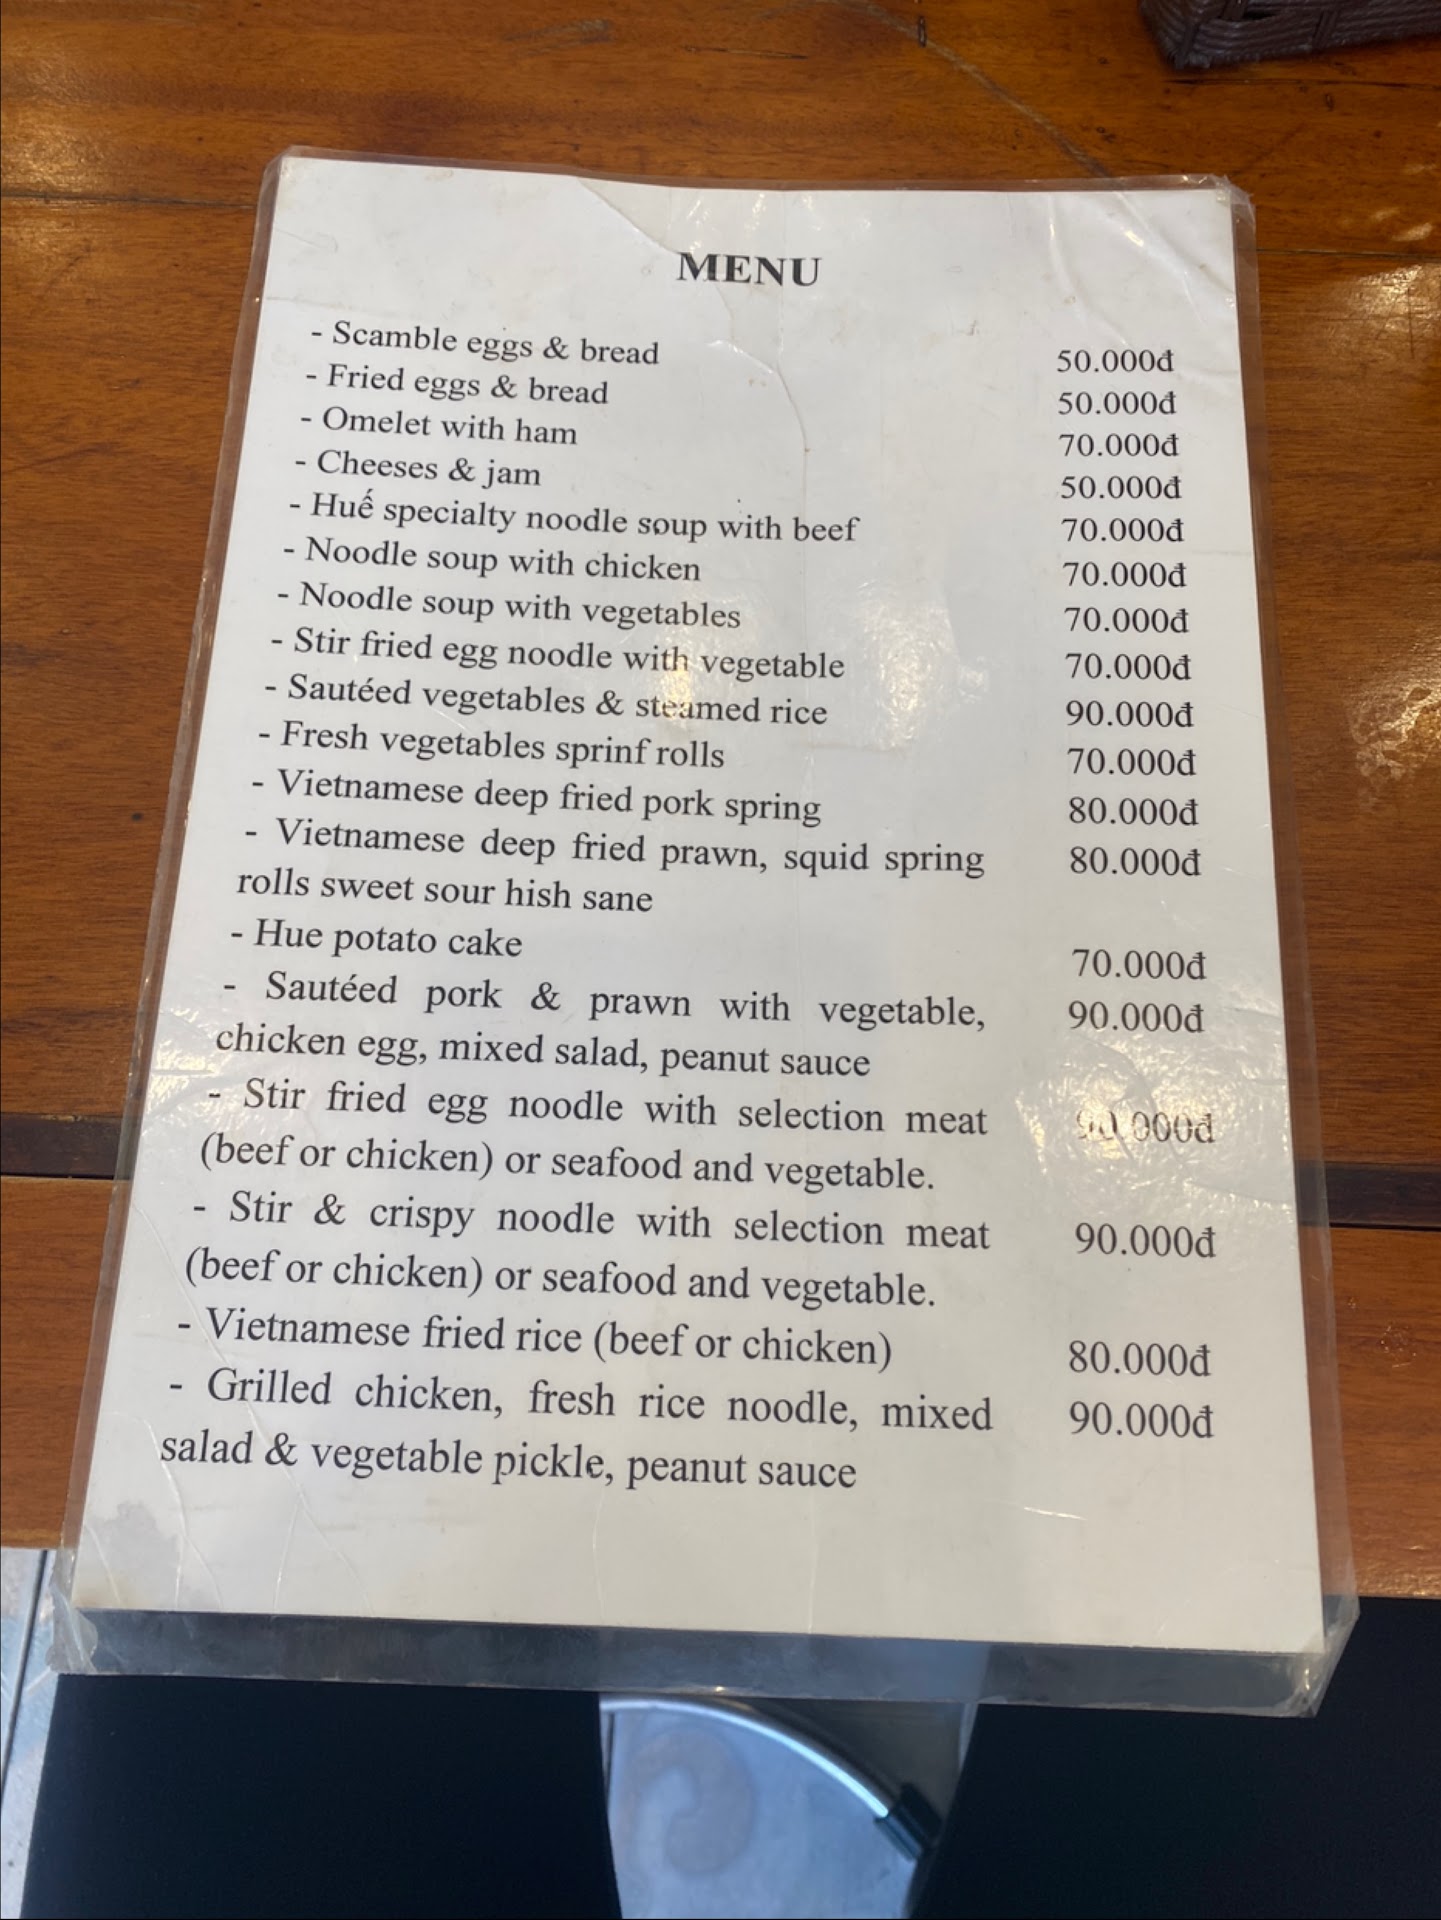 MENU
- Scamble eggs & bread 50.000đ
- Fried eggs & bread 50.000đ
- Omelet with ham 70.000đ
- Cheeses & jam 50.000đ
- Huế specialty noodle soup with beef 70.000đ
- Noodle soup with chicken 70.000đ
- Noodle soup with vegetables 70.000đ
- Stir fried egg noodle with vegetable 70.000đ
- Sautéed vegetables & steamed rice 90.000đ
- Fresh vegetables sprinf rolls 70.000đ
- Vietnamese deep fried pork spring 80.000đ
- Vietnamese deep fried prawn, squid spring 80.000đ
rolls sweet sour hish sane
- Hue potato cake 70.000đ
- Sautéed pork & prawn with vegetable, 90.000đ
chicken egg, mixed salad, peanut sauce
- Stir fried egg noodle with selection meat 90.000đ
(beef or chicken) or seafood and vegetable.
- Stir & crispy noodle with selection meat 90.000đ
(beef or chicken) or seafood and vegetable.
- Vietnamese fried rice (beef or chicken) 80.000đ
- Grilled chicken, fresh rice noodle, mixed 90.000đ
salad & vegetable pickle, peanut sauce